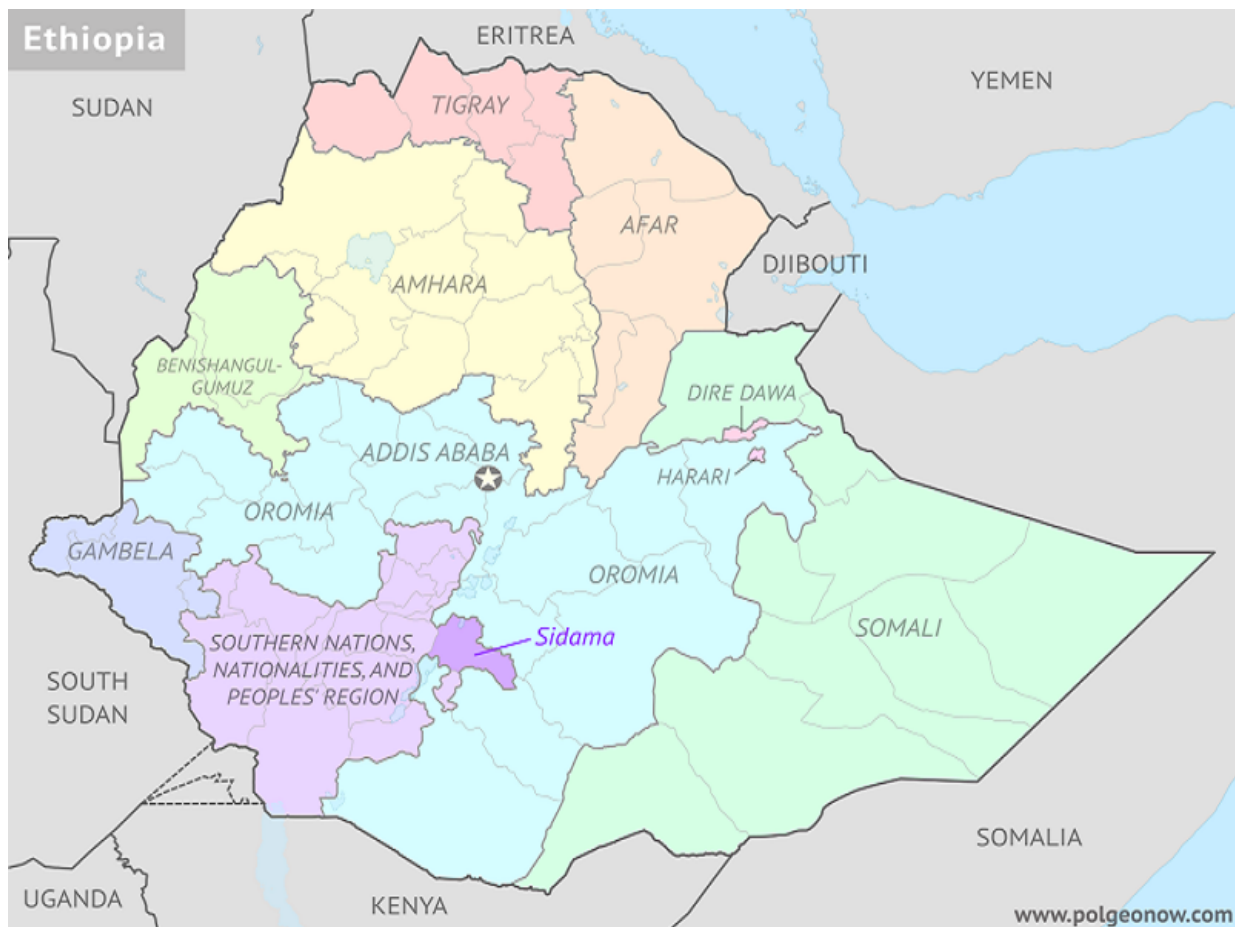 Ethiopia
ERITREA
YEMEN
SUDAN
TIGRAY
AFAR
DJIBOUTI
AMHARA
BENISHANGUL-
GUMUZ
DIRE DAWA
ADDIS ABABA
HARARI
OROMIA
GAMBELA
OROMIA
SOMALI
Sidama
SOUTHERN NATIONS,
NATIONALITIES, AND
PEOPLES' REGION
SOUTH
SUDAN
SOMALIA
UGANDA
KENYA
www.polgeonow.com